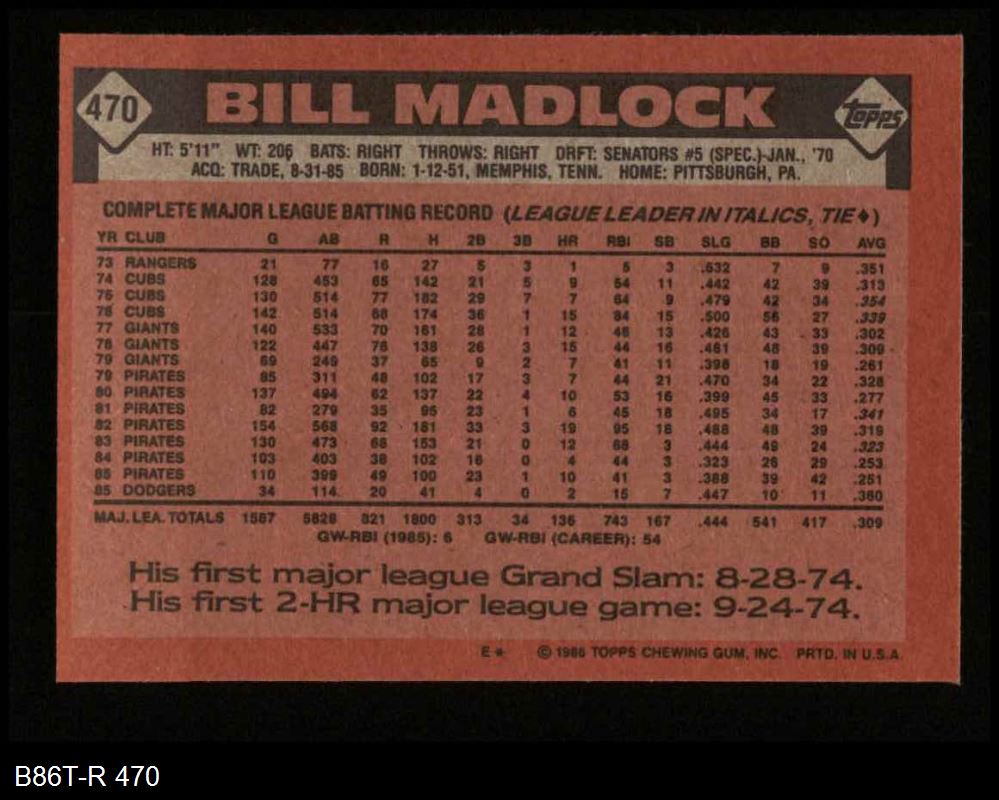 470 BILL MADLOCK TOPPS
HT: 5'11" WT: 206 BATS: RIGHT THROWS: RIGHT DRFT: SENATORS #5 (SPEC.)-JAN., '70
ACQ: TRADE, 8-31-85 BORN: 1-12-51, MEMPHIS, TENN. HOME: PITTSBURGH, PA.
COMPLETE MAJOR LEAGUE BATTING RECORD (LEAGUE LEADER IN ITALICS, TIE♦)
YR CLUB G AB R H 2B 3B HR RBI SB SLG BB SO AVG
73 RANGERS 21 77 16 27 5 3 1 5 3 .532 7 9 .351
74 CUBS 128 453 65 142 21 5 9 54 11 .442 42 39 .313
75 CUBS 130 514 77 182 29 7 7 64 9 .479 42 34 .354
76 CUBS 142 514 68 174 36 1 15 84 15 .500 56 27 .339
77 GIANTS 140 533 70 161 28 1 12 46 13 .426 43 33 .302
78 GIANTS 122 447 76 138 26 3 15 44 16 .481 48 39 .309
79 GIANTS 69 249 37 65 9 2 7 41 11 .398 18 19 .261
79 PIRATES 85 311 48 102 17 3 7 44 21 .470 34 22 .328
80 PIRATES 137 494 62 137 22 4 10 53 16 .399 45 33 .277
81 PIRATES 82 279 35 95 23 1 6 45 18 .495 34 17 .341
82 PIRATES 154 568 92 181 33 3 19 95 18 .488 48 39 .319
83 PIRATES 130 473 68 153 21 0 12 68 3 .444 49 24 .323
84 PIRATES 103 403 38 102 16 0 4 44 3 .323 26 29 .253
85 PIRATES 110 399 49 100 23 1 10 41 3 .388 39 42 .251
85 DODGERS 34 114 20 41 4 0 2 15 7 .447 10 11 .360
MAJ. LEA. TOTALS 1587 5828 821 1800 313 34 136 743 167 .444 541 417 .309
GW-RBI (1985): 6 GW-RBI (CAREER): 54
His first major league Grand Slam: 8-28-74.
His first 2-HR major league game: 9-24-74.
E* © 1986 TOPPS CHEWING GUM, INC. PRTD. IN U.S.A.
B86T-R 470